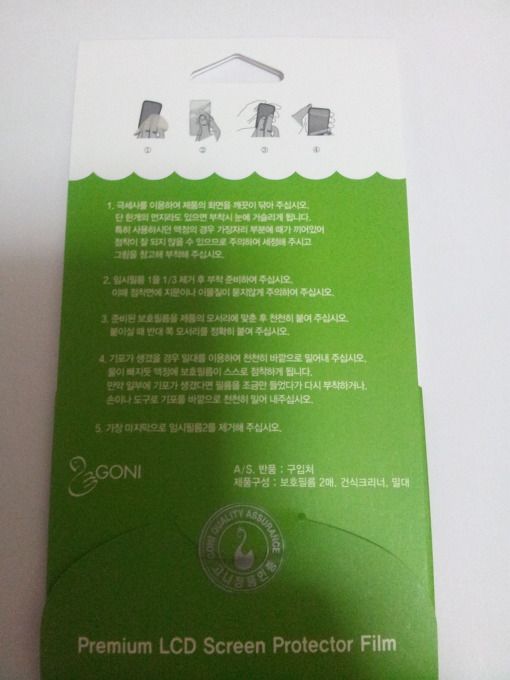 ① ② ③ ④
1. 극세사를 이용하여 제품의 화면을 깨끗이 닦아 주십시오.
단 한개의 먼지라도 있으면 부착시 눈에 거슬리게 됩니다.
특히 사용하시던 액정의 경우 가장자리 부분에 때가 끼어있어
점착이 잘 되지 않을 수 있으므로 주의하여 세정해 주시고
그림을 참고해 부착해 주십시오.
2. 임시필름 1을 1/3 제거 후 부착 준비하여 주십시오.
이때 점착면에 지문이나 이물질이 묻지않게 주의하여 주십시오.
3. 준비된 보호필름을 제품의 모서리에 맞춘 후 천천히 붙여 주십시오.
붙이실 때 반대 쪽 모서리를 정확히 붙여 주십시오.
4. 기포가 생겼을 경우 밀대를 이용하여 천천히 바깥으로 밀어내 주십시오.
물이 빠지듯 액정에 보호필름이 스스로 점착하게 됩니다.
만약 일부에 기포가 생겼다면 필름을 조금만 들었다가 다시 부착하거나,
손이나 도구로 기포를 바깥으로 천천히 밀어 내주십시오.
5. 가장 마지막으로 임시필름2를 제거해 주십시오.
GONI
A/S. 반품 : 구입처
제품구성 : 보호필름 2매, 건식크리너, 밀대
GONI QUALITY ASSURANCE
고니정품인증
Premium LCD Screen Protector Film